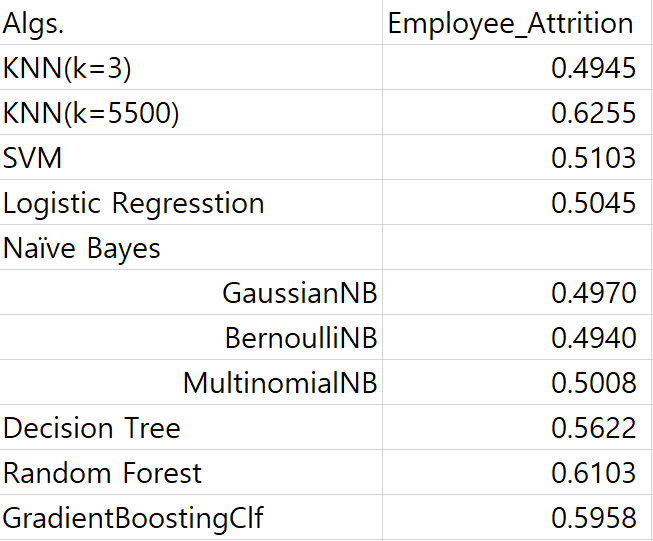 Algs. Employee_Attrition
KNN(k=3) 0.4945
KNN(k=5500) 0.6255
SVM 0.5103
Logistic Regresstion 0.5045
Naïve Bayes
GaussianNB 0.4970
BernoulliNB 0.4940
MultinomialNB 0.5008
Decision Tree 0.5622
Random Forest 0.6103
GradientBoostingClf 0.5958